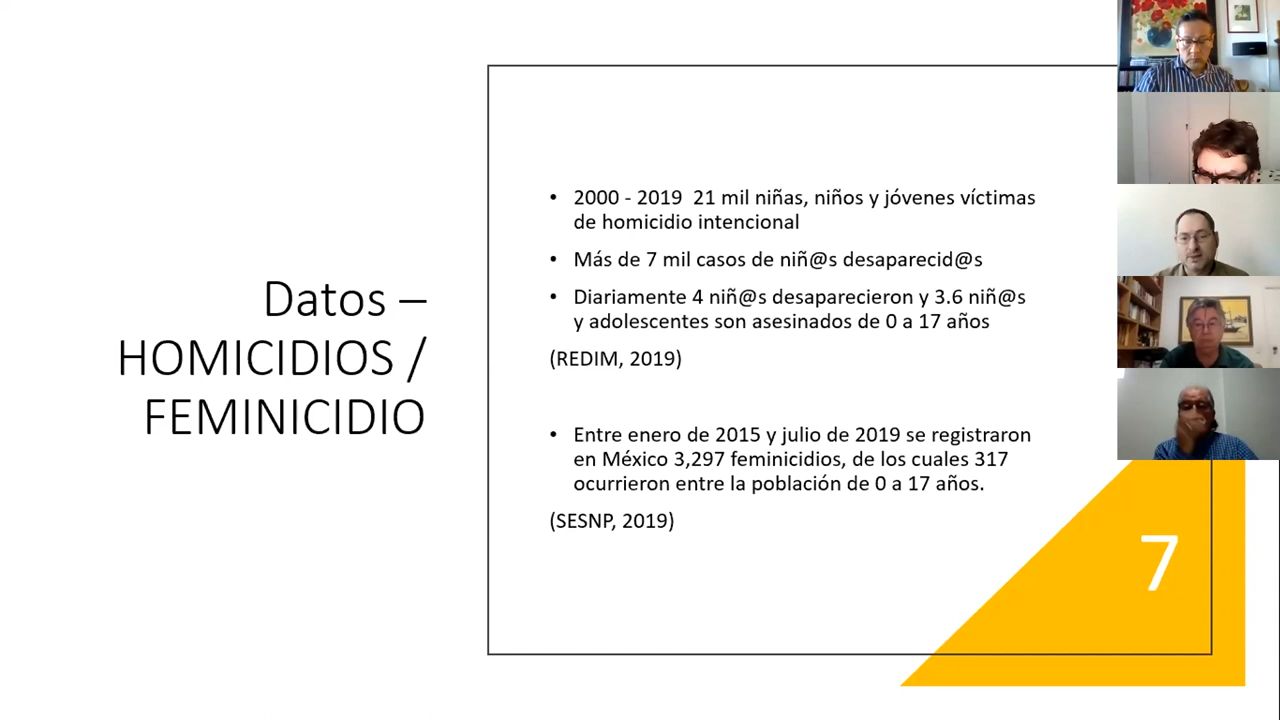 Datos –
HOMICIDIOS /
FEMINICIDIO
• 2000 - 2019 21 mil niñas, niños y jóvenes víctimas
de homicidio intencional
• Más de 7 mil casos de niñ@s desaparecid@s
• Diariamente 4 niñ@s desaparecieron y 3.6 niñ@s
y adolescentes son asesinados de 0 a 17 años
(REDIM, 2019)
• Entre enero de 2015 y julio de 2019 se registraron
en México 3,297 feminicidios, de los cuales 317
ocurrieron entre la población de 0 a 17 años.
(SESNP, 2019)
7